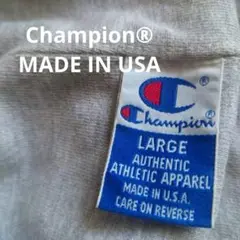 Champion®
MADE IN USA
®
Champion
LARGE
AUTHENTIC
ATHLETIC APPAREL
MADE IN U.S.A.
CARE ON REVERSE